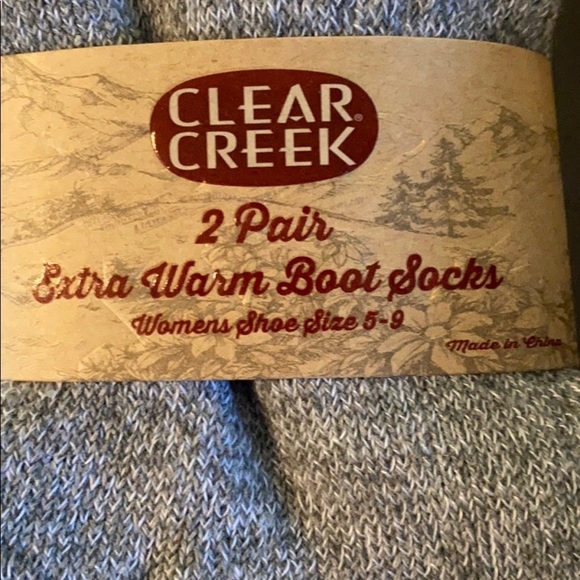 CLEAR
CREEK®
2 Pair
Extra Warm Boot Socks
Womens Shoe Size 5-9
Made in China